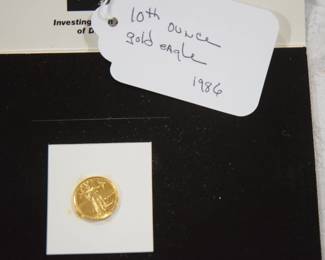 Investing
of D
10th ounce
gold eagle
1986